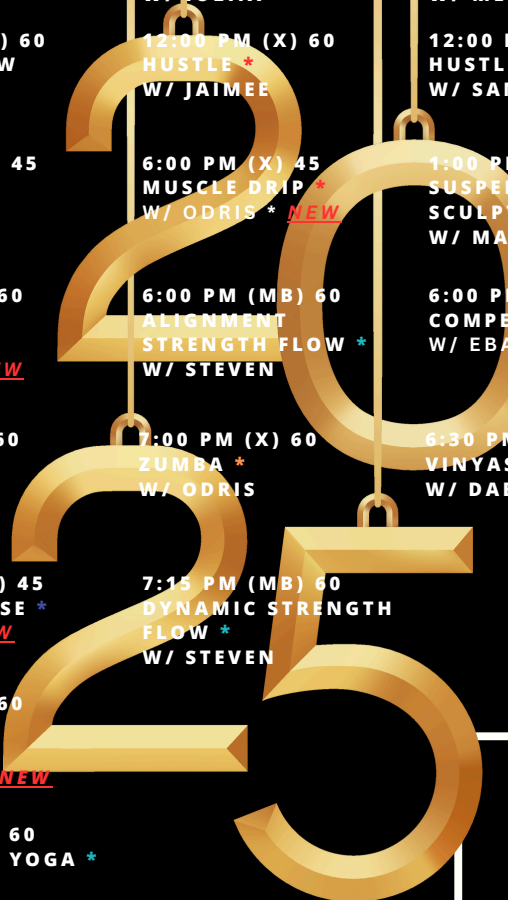 ) 60
W
45
60
EW
60
) 45
SE *
W
60
NEW
60
YOGA *
12:00 PM (X) 60
HUSTLE *
W/ JAIMEE
6:00 PM (X) 45
MUSCLE DRIP *
W/ ODRIS * NEW
6:00 PM (MB) 60
ALIGNMENT
STRENGTH FLOW *
W/ STEVEN
7:00 PM (X) 60
ZUMBA *
W/ ODRIS
7:15 PM (MB) 60
DYNAMIC STRENGTH
FLOW *
W/ STEVEN
12:00
HUSTL
W/ SA
1:00 P
SUSPE
SCULP
W/ MA
6:00 P
COMPE
W/ EBA
6:30 P
VINYAS
W/ DA
20
25